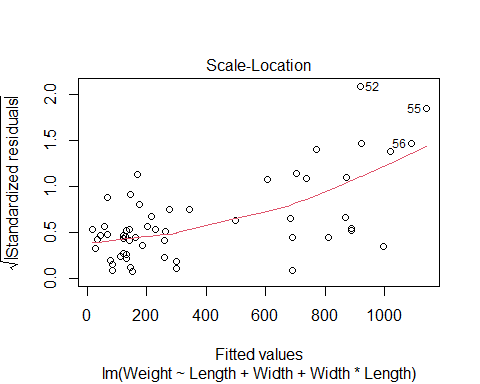 Scale-Location
√|Standardized residuals|
2.0
1.5
1.0
0.5
0.0
52
55
56
0 200 400 600 800 1000
Fitted values
lm(Weight ~ Length + Width + Width * Length)